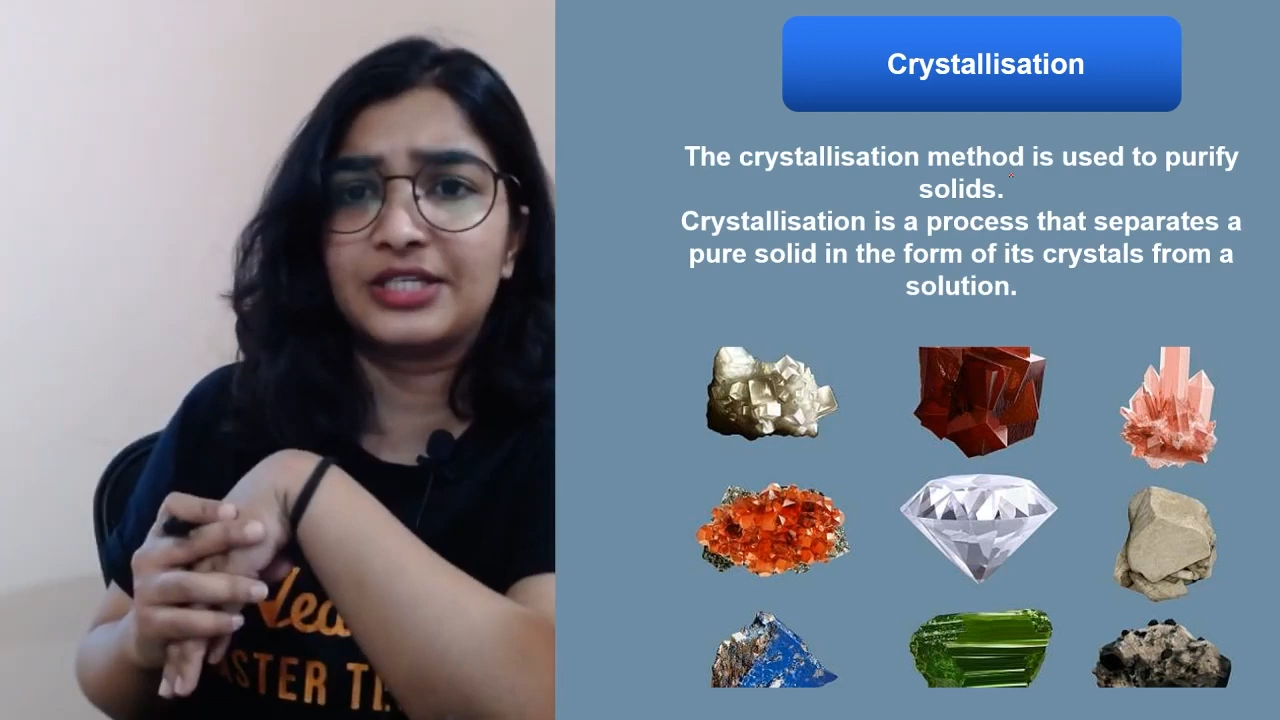 Crystallisation
The crystallisation method is used to purify
solids.
Crystallisation is a process that separates a
pure solid in the form of its crystals from a
solution.